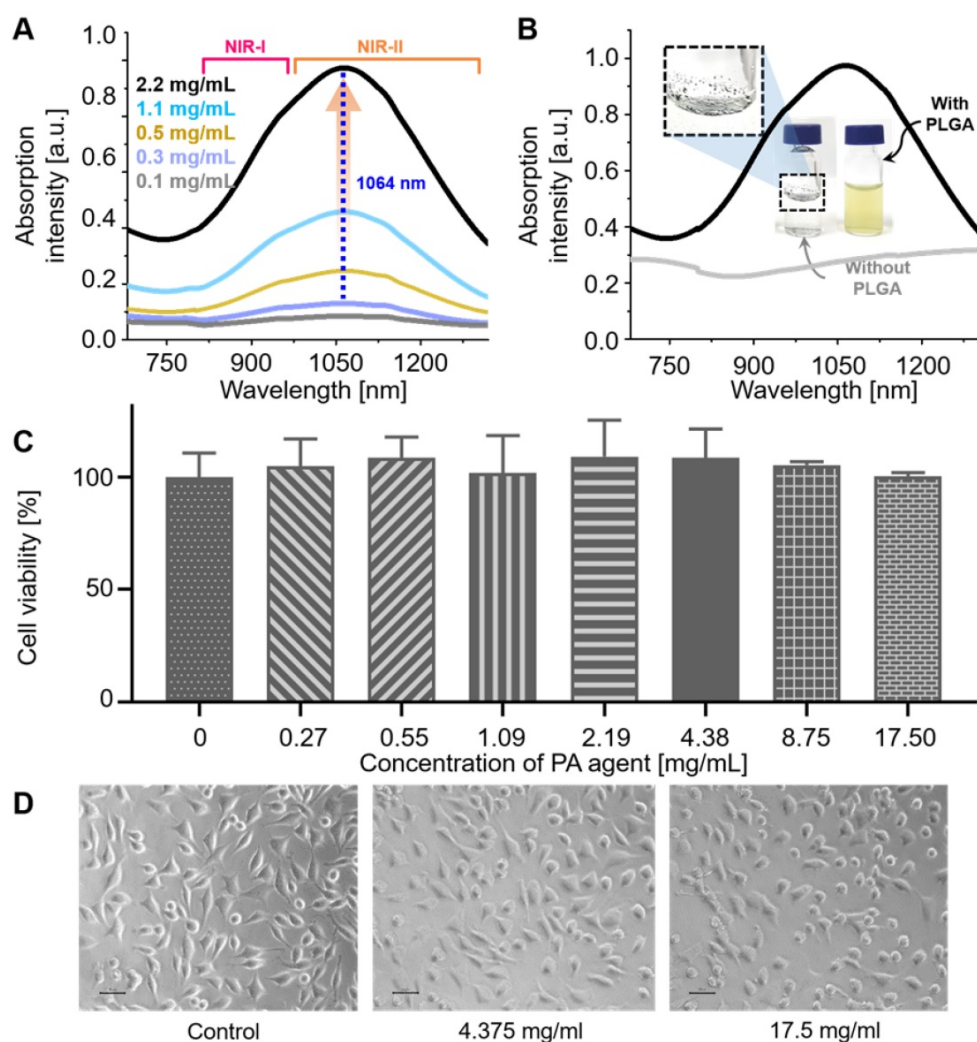 A
NIR-I
NIR-II
2.2 mg/mL
1.1 mg/mL
0.5 mg/mL
0.3 mg/mL
0.1 mg/mL
1064 nm
Absorption
intensity [a.u.]
1.0
0.8
0.6
0.4
0.2
0.0
750
900
1050
1200
Wavelength [nm]
B
With
PLGA
Without
PLGA
Absorption
intensity [a.u.]
1.0
0.8
0.6
0.4
0.2
0.0
750
900
1050
1200
Wavelength [nm]
C
Cell viability [%]
100
50
0
0
0.27
0.55
1.09
2.19
4.38
8.75
17.50
Concentration of PA agent [mg/mL]
D
Control
4.375 mg/ml
17.5 mg/ml